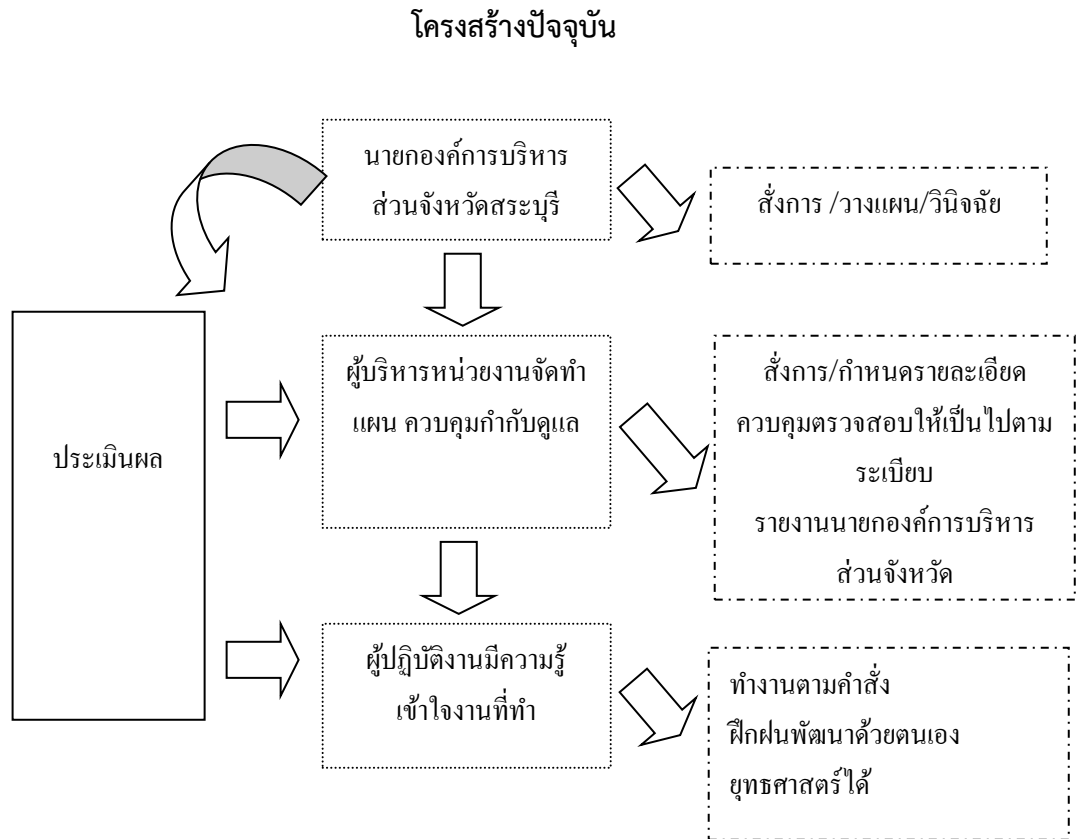 โครงสร้างปัจจุบัน
นายกองค์การบริหาร
ส่วนจังหวัดสระบุรี
สั่งการ /วางแผน/วินิจฉัย
ประเมินผล
ผู้บริหารหน่วยงานจัดทำ
แผน ควบคุมกำกับดูแล
สั่งการ/กำหนดรายละเอียด
ควบคุมตรวจสอบให้เป็นไปตาม
ระเบียบ
รายงานนายกองค์การบริหาร
ส่วนจังหวัด
ผู้ปฏิบัติงานมีความรู้
เข้าใจงานที่ทำ
ทำงานตามคำสั่ง
ฝึกฝนพัฒนาด้วยตนเอง
ยุทธศาสตร์ได้